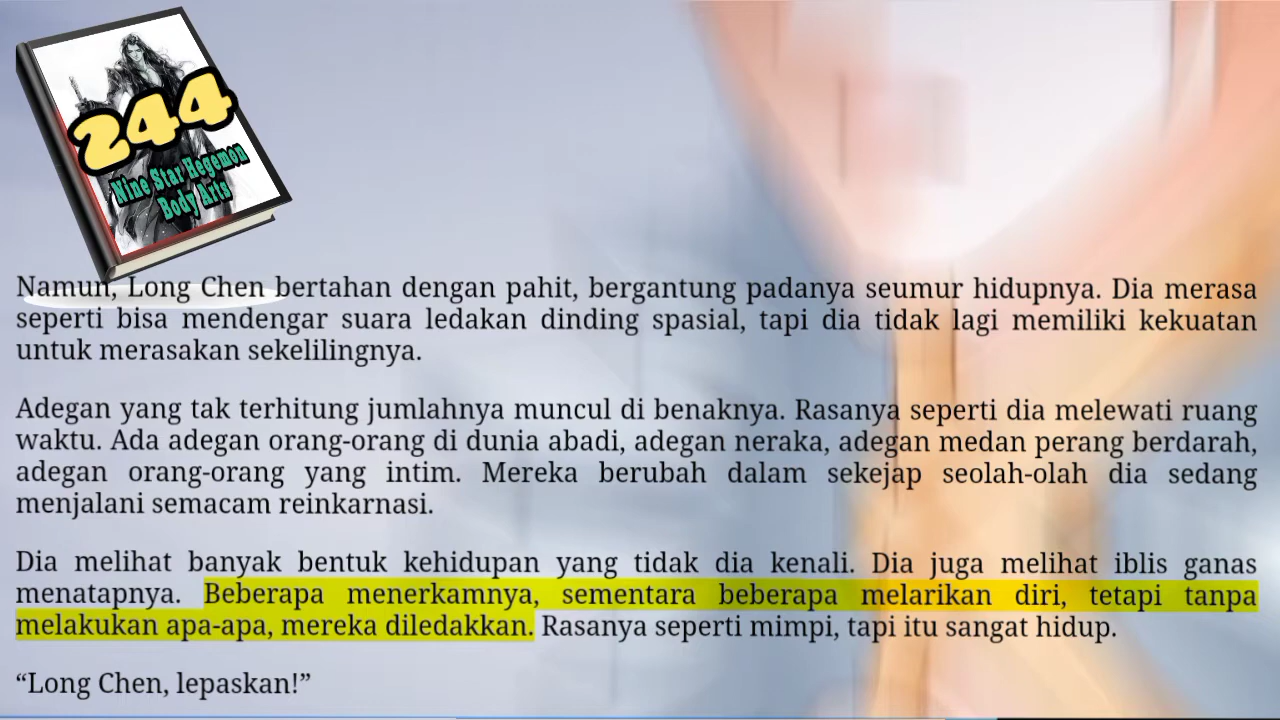 244
Nine Star Hegemon
Body Arts
Namun, Long Chen bertahan dengan pahit, bergantung padanya seumur hidupnya. Dia merasa
seperti bisa mendengar suara ledakan dinding spasial, tapi dia tidak lagi memiliki kekuatan
untuk merasakan sekelilingnya.
Adegan yang tak terhitung jumlahnya muncul di benaknya. Rasanya seperti dia melewati ruang
waktu. Ada adegan orang-orang di dunia abadi, adegan neraka, adegan medan perang berdarah,
adegan orang-orang yang intim. Mereka berubah dalam sekejap seolah-olah dia sedang
menjalani semacam reinkarnasi.
Dia melihat banyak bentuk kehidupan yang tidak dia kenali. Dia juga melihat iblis ganas
menatapnya. Beberapa menerkamnya, sementara beberapa melarikan diri, tetapi tanpa
melakukan apa-apa, mereka diledakkan. Rasanya seperti mimpi, tapi itu sangat hidup.
“Long Chen, lepaskan!”